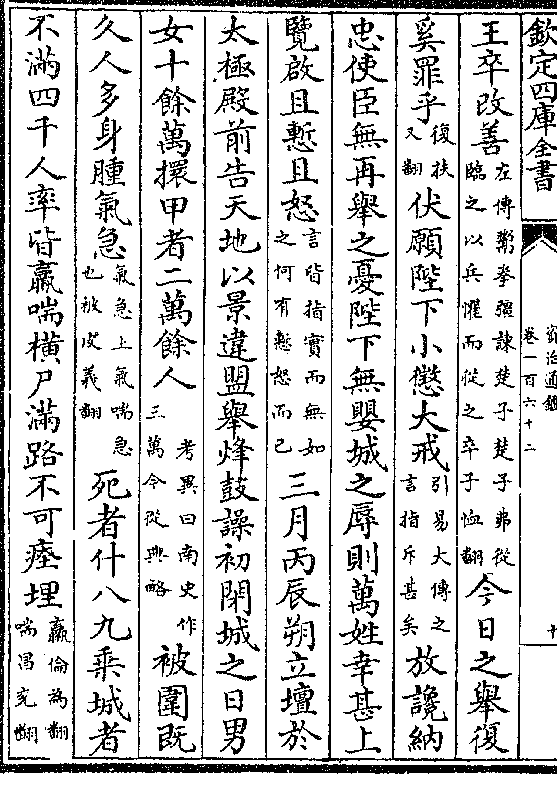 欽定四庫全書
資治通鑑
卷一百六十二
十
王卒改善左傳鬻拳彊諫楚子楚子弗從臨之以兵懼而從之卒子恤翻今日之舉復
奚罪乎復扶又翻伏願陛下小懲大戒引易大傳之言指斥甚矣放讒納
忠使臣無再舉之憂陛下無嬰城之辱則萬姓幸甚上
覽啟且慙且怒言皆指實而無如之何有慙怒而已三月丙辰朔立壇於
太極殿前告天地以景違盟舉烽鼓譟初閉城之日男
女十餘萬擐甲者二萬餘人考異曰南史作三萬今從典略被圍既
久人多身腫氣急氣急上氣喘急也被皮義翻死者什八九乘城者
不滿四千人率皆羸喘橫尸滿路不可瘞埋羸倫為翻喘昌兖翻